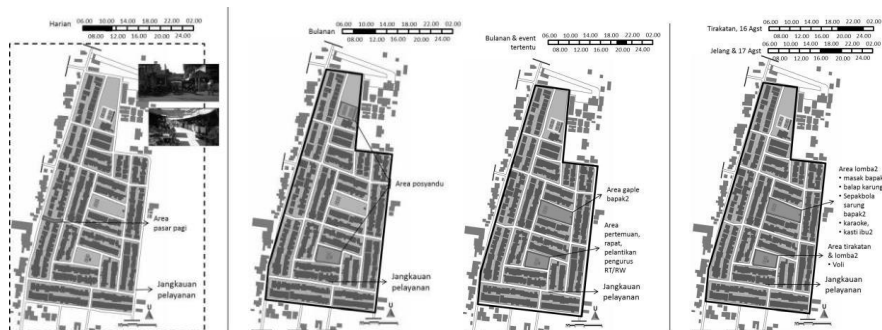 Harian
06.00 10.00 14.00 18.00 22.00 02.00
08.00 12.00 16.00 20.00 24.00
Area
pasar pagi
Jangkauan
pelayanan
U
Bulanan
06.00 10.00 14.00 18.00 22.00 02.00
08.00 12.00 16.00 20.00 24.00
Area posyandu
Jangkauan
pelayanan
U
Bulanan & event
tertentu
06.00 10.00 14.00 18.00 22.00 02.00
08.00 12.00 16.00 20.00 24.00
Area gaple
bapak2
Area
pertemuan,
rapat,
pelantikan
pengurus
RT/RW
Jangkauan
pelayanan
U
Tirakatan, 16 Agst
06.00 10.00 14.00 18.00 22.00 02.00
08.00 12.00 16.00 20.00 24.00
Jelang & 17 Agst
06.00 10.00 14.00 18.00 22.00 02.00
08.00 12.00 16.00 20.00 24.00
Area lomba2
• masak bapak
• balap karung
• Sepakbola
sarung
bapak2
• karaoke,
• kasti ibu2
Area tirakatan
& lomba2
• Voli
Jangkauan
pelayanan
U